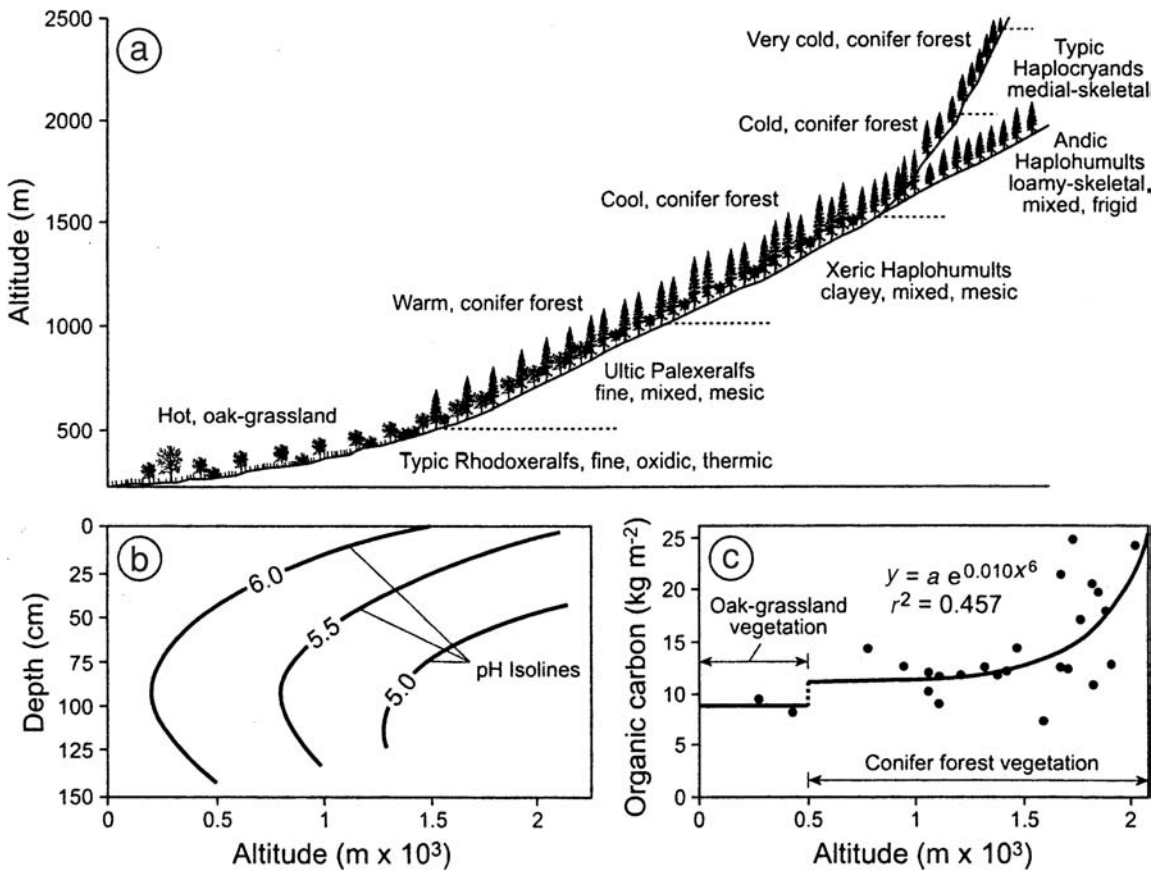 a
Altitude (m)
2500
2000
1500
1000
500
Very cold, conifer forest
Typic
Haplocryands
medial-skeletal
Cold, conifer forest
Andic
Haplohumults
loamy-skeletal,
mixed, frigid
Cool, conifer forest
Xeric Haplohumults
clayey, mixed, mesic
Warm, conifer forest
Ultic Palexeralfs
fine, mixed, mesic
Hot, oak-grassland
Typic Rhodoxeralfs, fine, oxidic, thermic
b
Depth (cm)
0
25
50
75
100
125
150
6.0
5.5
5.0
pH Isolines
0 0.5 1 1.5 2
Altitude (m x 10³)
c
Organic carbon (kg m⁻²)
25
20
15
10
5
0
y = a e^0.010x^6
r² = 0.457
Oak-grassland
vegetation
Conifer forest vegetation
0 0.5 1 1.5 2
Altitude (m x 10³)